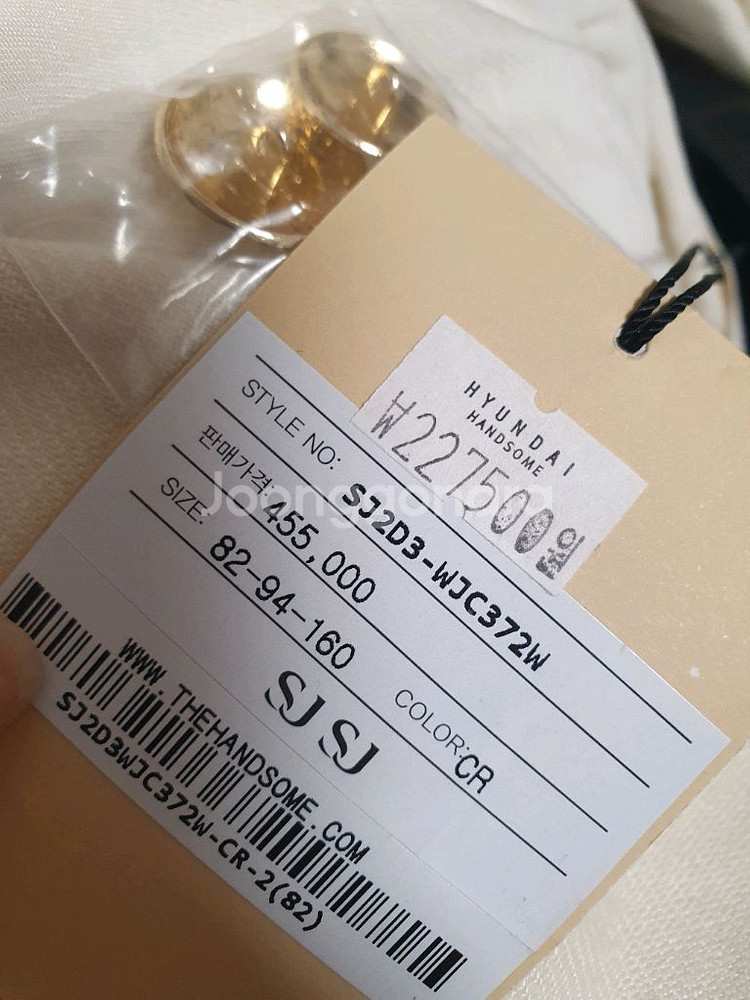 HYUNDAI
HANDSOME
₩227500원
STYLE NO: SJ2D3-WJC372W
판매가격: 455,000
SIZE: 82-94-160
COLOR: CR
SJSJ
WWW.THEHANDSOME.COM
SJ2D3WJC372W-CR-2(82)
Joonggonara